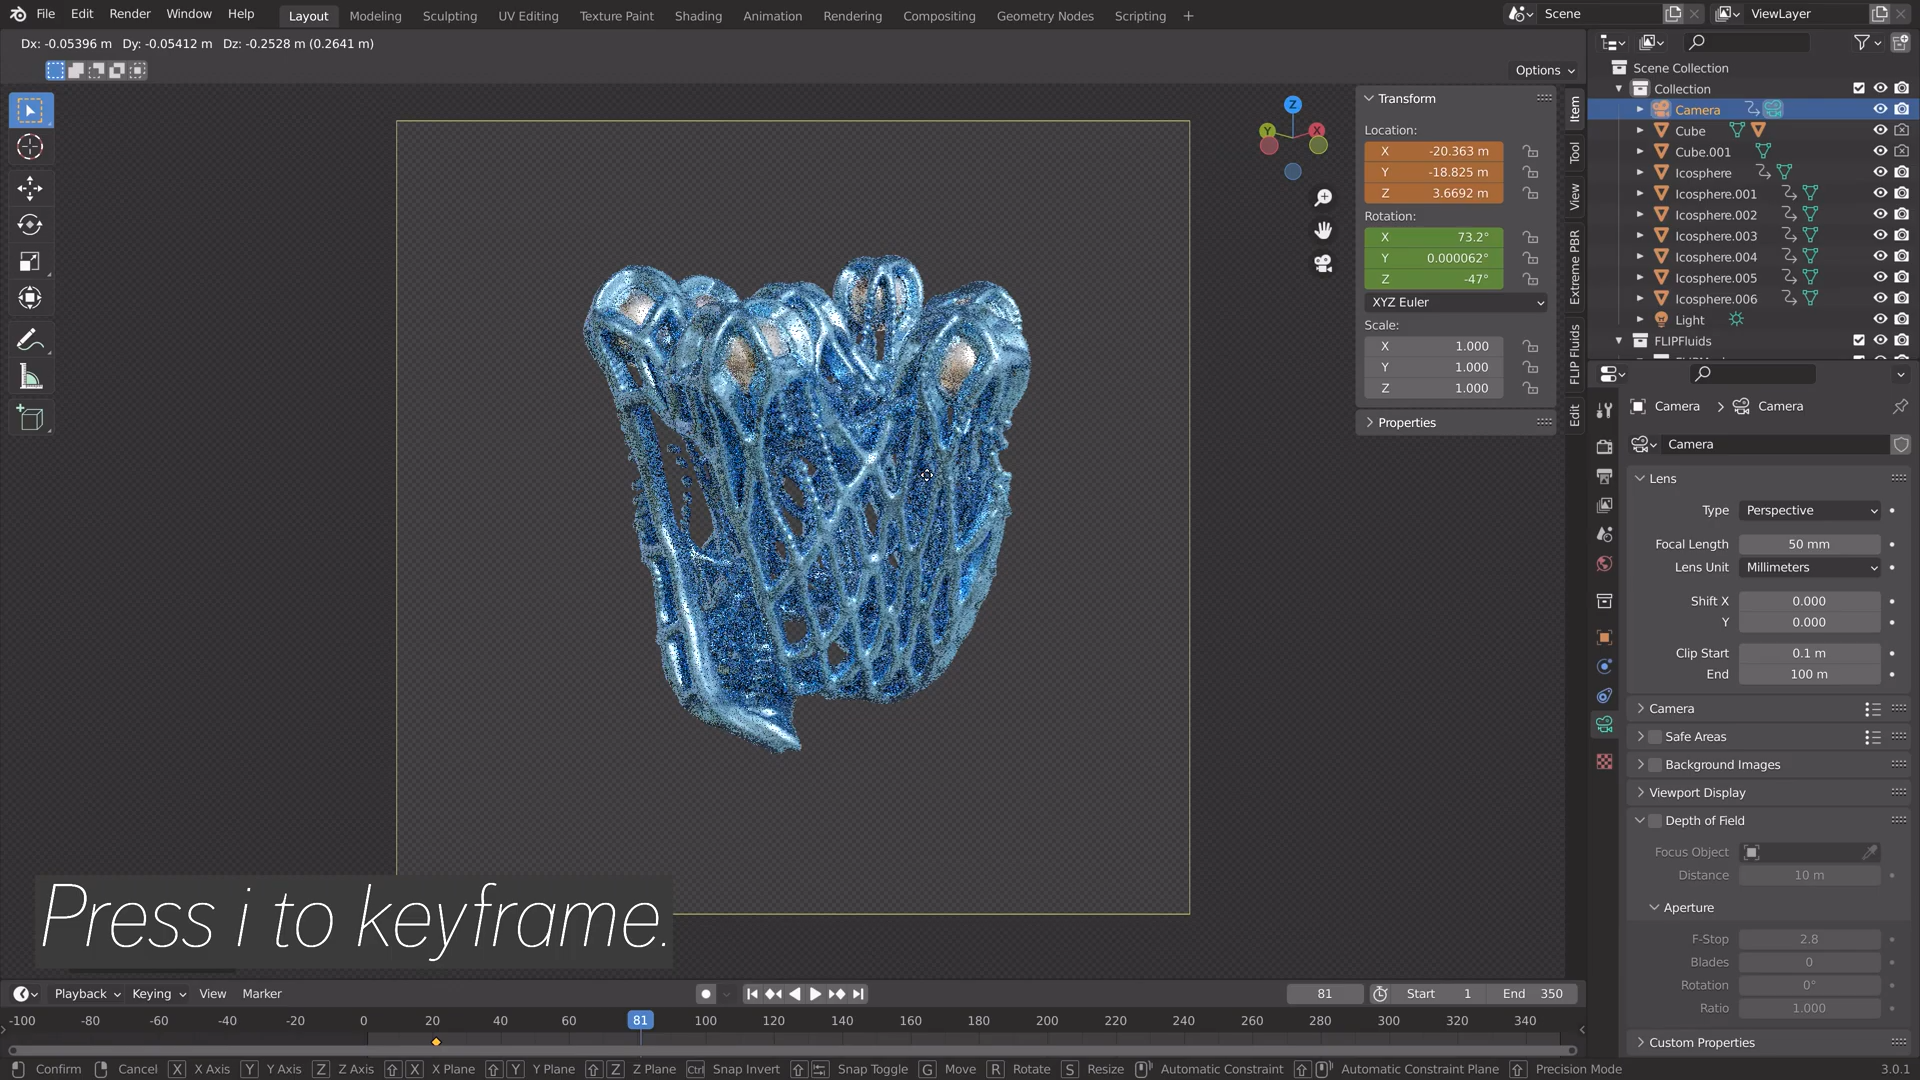 File Edit Render Window Help Layout Modeling Sculpting UV Editing Texture Paint Shading Animation Rendering Compositing Geometry Nodes Scripting + Scene ViewLayer
Dx: -0.05396 m Dy: -0.05412 m Dz: -0.2528 m (0.2641 m)
Options
Z
Y
X
Transform
Location:
X -20.363 m
Y -18.825 m
Z 3.6692 m
Rotation:
X 73.2°
Y 0.000062°
Z -47°
XYZ Euler
Scale:
X 1.000
Y 1.000
Z 1.000
Properties
Item
Tool
View
Extreme PBR
FLIP Fluids
Edit
Scene Collection
Collection
Camera
Cube
Cube.001
Icosphere
Icosphere.001
Icosphere.002
Icosphere.003
Icosphere.004
Icosphere.005
Icosphere.006
Light
FLIPFluids
Camera > Camera
Camera
Lens
Type Perspective
Focal Length 50 mm
Lens Unit Millimeters
Shift X 0.000
Y 0.000
Clip Start 0.1 m
End 100 m
Camera
Safe Areas
Background Images
Viewport Display
Depth of Field
Focus Object
Distance 10 m
Aperture
F-Stop 2.8
Blades 0
Rotation 0°
Ratio 1.000
Custom Properties
Press i to keyframe.
Playback Keying View Marker 81 Start 1 End 350
-100 -80 -60 -40 -20 0 20 40 60 81 100 120 140 160 180 200 220 240 260 280 300 320 340
Confirm Cancel X X Axis Y Y Axis Z Z Axis X X Plane Y Y Plane Z Z Plane Ctrl Snap Invert Snap Toggle G Move R Rotate S Resize Automatic Constraint Automatic Constraint Plane Precision Mode 3.0.1